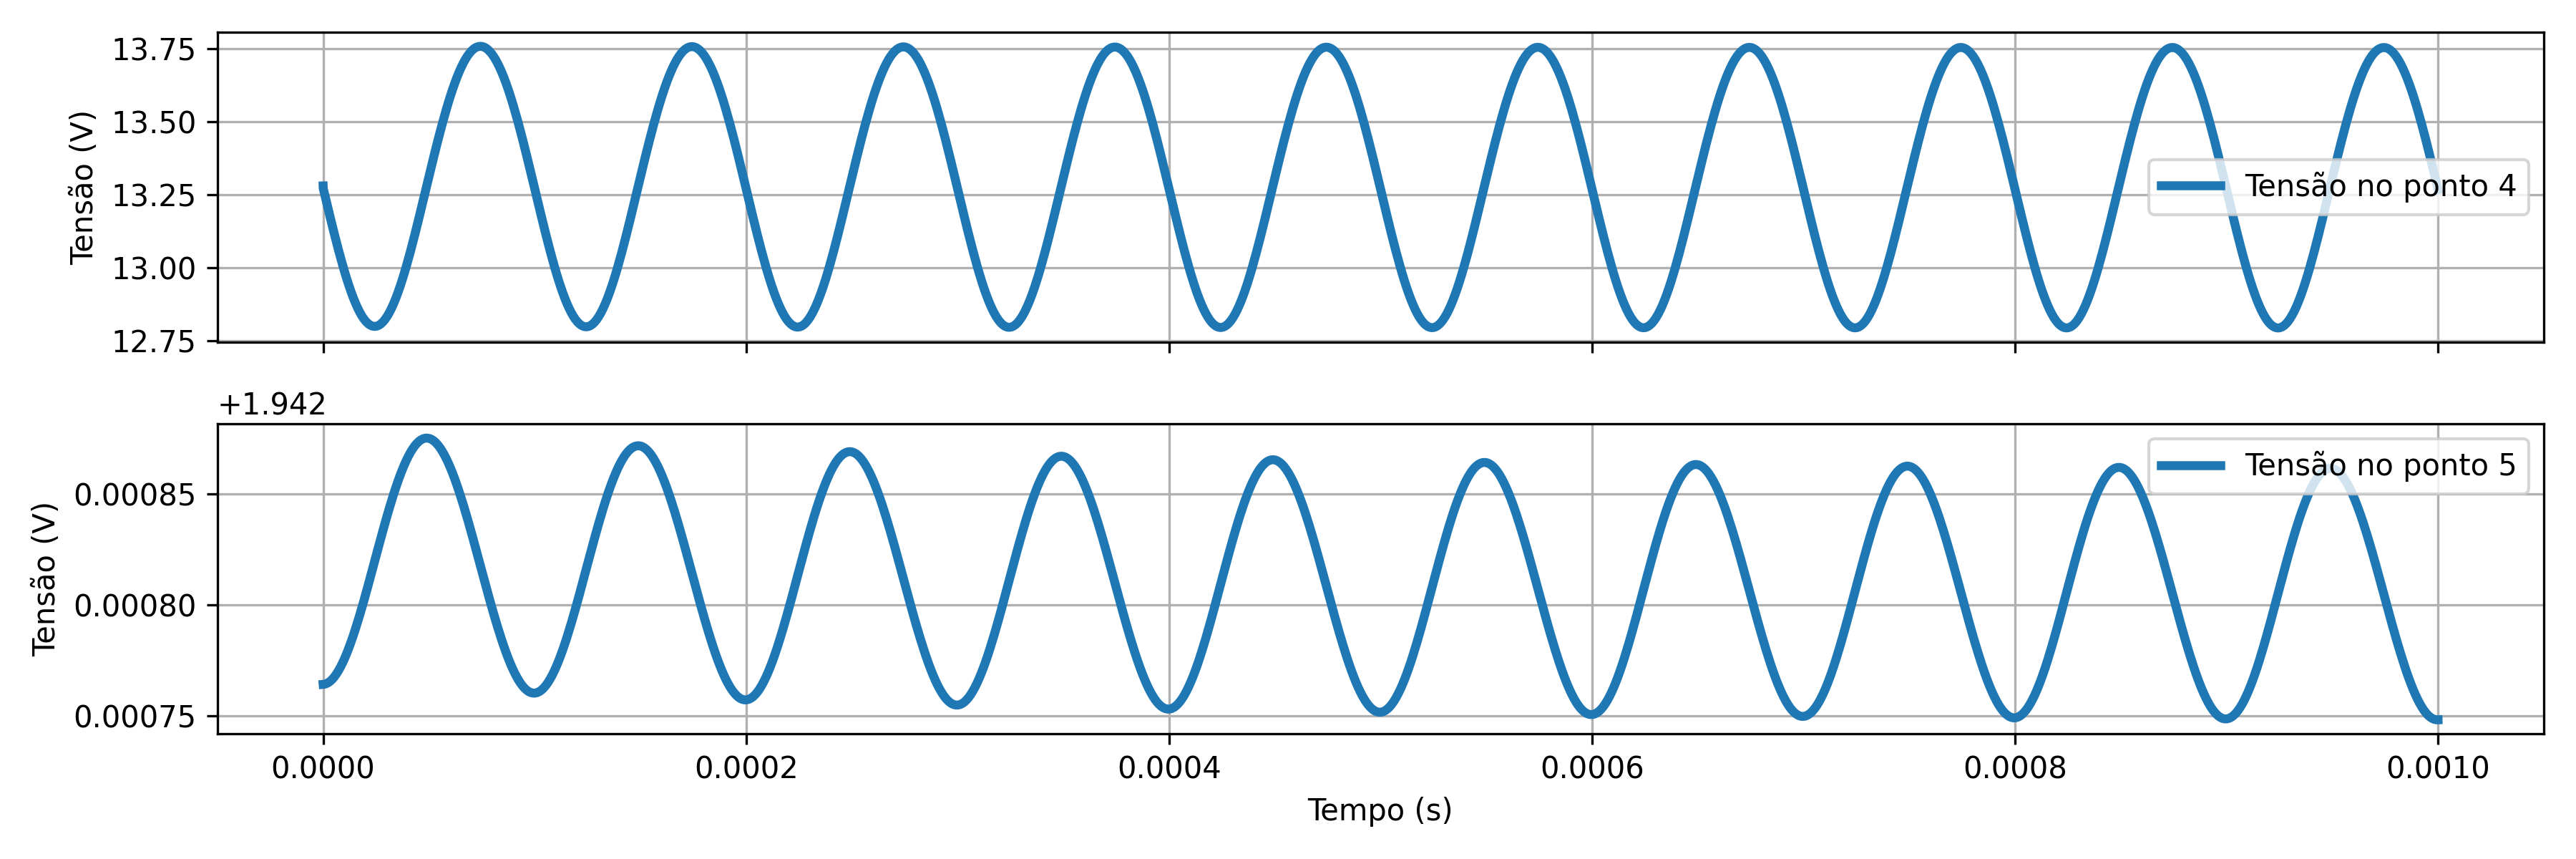 13.75
13.50
13.25
13.00
12.75
Tensão (V)
Tensão no ponto 4
+1.942
0.00085
0.00080
0.00075
Tensão (V)
Tensão no ponto 5
0.0000 0.0002 0.0004 0.0006 0.0008 0.0010
Tempo (s)